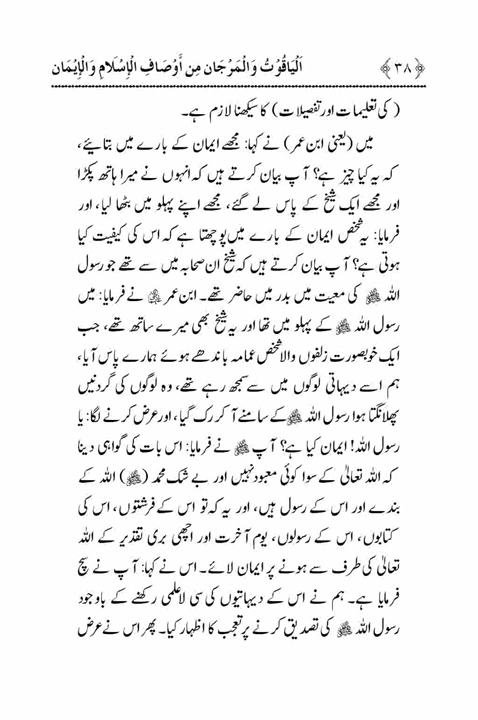 ﴿۳۸﴾ اَلْيَاقُوْتُ وَالْمَرْجَان مِن أَوْصَافِ الْإِسْلَامِ وَالْإِيْمَان
(کی تعلیمات اور تفصیلات) کا سیکھنا لازم ہے۔
میں (یعنی ابن عمر) نے کہا: مجھے ایمان کے بارے میں بتائیے،
کہ یہ کیا چیز ہے؟ آپ بیان کرتے ہیں کہ انہوں نے میرا ہاتھ پکڑا
اور مجھے ایک شیخ کے پاس لے گئے، مجھے اپنے پہلو میں بٹھا لیا، اور
فرمایا: یہ شخص ایمان کے بارے میں پوچھتا ہے کہ اس کی کیفیت کیا
ہوتی ہے؟ آپ بیان کرتے ہیں کہ شیخ ان صحابہ میں سے تھے جو رسول
اللہ ﷺ کی معیت میں بدر میں حاضر تھے۔ ابن عمر نے فرمایا: میں
رسول اللہ ﷺ کے پہلو میں تھا اور یہ شیخ بھی میرے ساتھ تھے، جب
ایک خوبصورت زلفوں والا شخص عمامہ باندھے ہوئے ہمارے پاس آیا،
ہم اسے دیہاتی لوگوں میں سے سمجھ رہے تھے، وہ لوگوں کی گردنیں
پھلانگتا ہوا رسول اللہ ﷺ کے سامنے آ کر رک گیا، اور عرض کرنے لگا: یا
رسول اللہ! ایمان کیا ہے؟ آپ ﷺ نے فرمایا: اس بات کی گواہی دینا
کہ اللہ تعالیٰ کے سوا کوئی معبود نہیں اور بے شک محمد (ﷺ) اللہ کے
بندے اور اس کے رسول ہیں، اور یہ کہ تو اس کے فرشتوں، اس کی
کتابوں، اس کے رسولوں، یوم آخرت اور اچھی بری تقدیر کے اللہ
تعالیٰ کی طرف سے ہونے پر ایمان لائے۔ اس نے کہا: آپ نے سچ
فرمایا ہے۔ ہم نے اس کے دیہاتیوں کی سی لاعلمی رکھنے کے باوجود
رسول اللہ ﷺ کی تصدیق کرنے پر تعجب کا اظہار کیا۔ پھر اس نے عرض